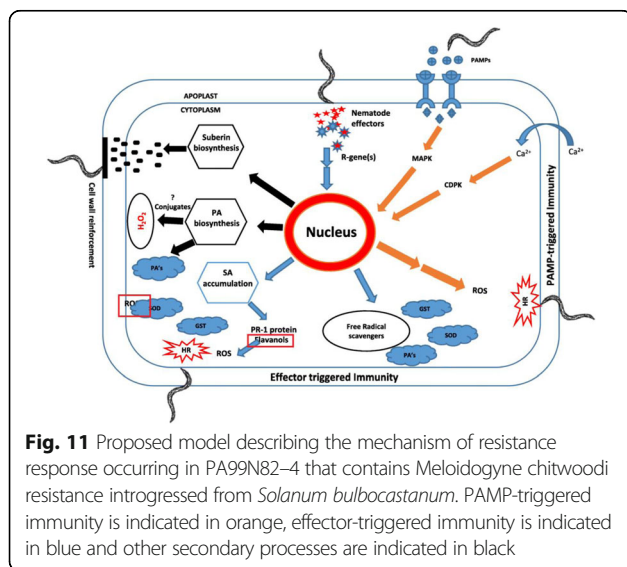 PAMPs
APOPLAST
CYTOPLASM
Nematode
effectors
R-gene(s)
Suberin
biosynthesis
MAPK
Ca²⁺
Ca²⁺
CDPK
Cell wall reinforcement
?
Conjugates
H₂O₂
PA
biosynthesis
Nucleus
PAMP-triggered Immunity
PA's
SA
accumulation
ROS
HR
SOD
GST
PR-1 protein
Flavanols
HR
ROS
Free Radical
scavengers
GST
SOD
PA's
Effector triggered Immunity
Fig. 11 Proposed model describing the mechanism of resistance
response occurring in PA99N82–4 that contains Meloidogyne chitwoodi
resistance introgressed from Solanum bulbocastanum. PAMP-triggered
immunity is indicated in orange, effector-triggered immunity is indicated
in blue and other secondary processes are indicated in black